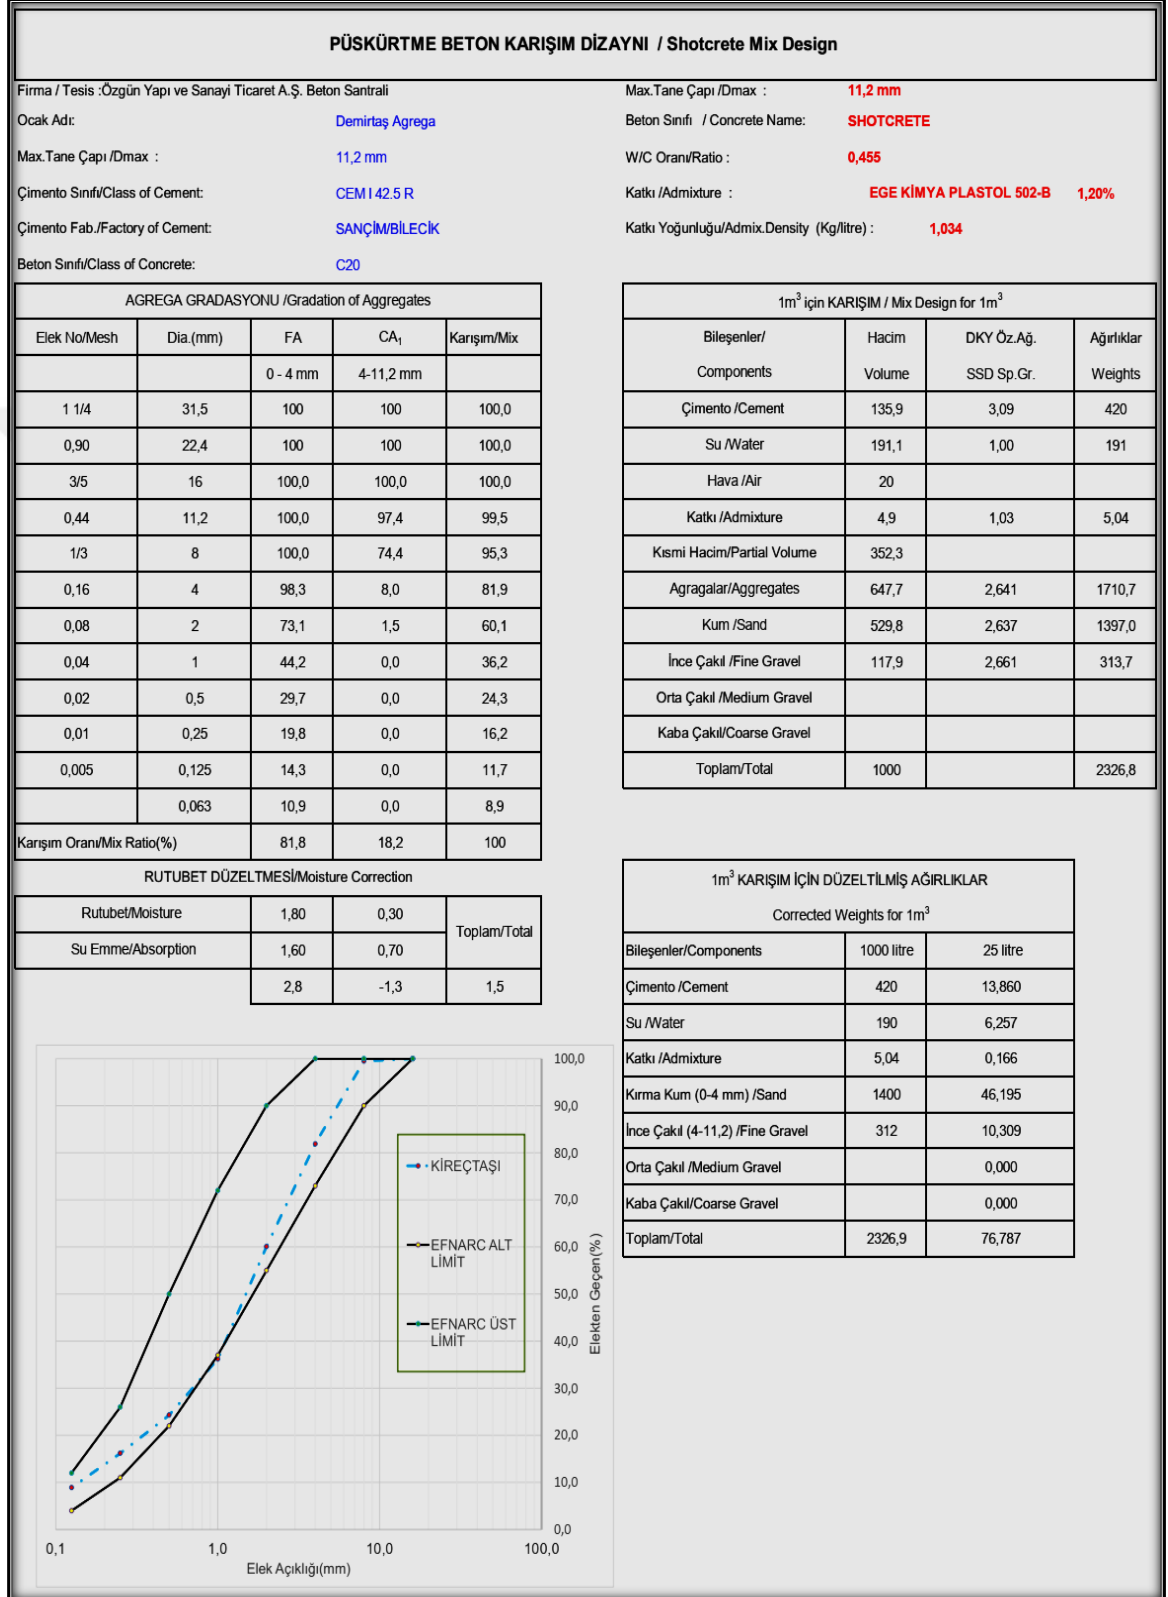 PÜSKÜRTME BETON KARIŞIM DİZAYNI / Shotcrete Mix Design
Firma / Tesis :Özgün Yapı ve Sanayi Ticaret A.Ş. Beton Santrali
Max.Tane Çapı /Dmax : 11,2 mm
Ocak Adı: Demirtaş Agrega
Beton Sınıfı / Concrete Name: SHOTCRETE
Max.Tane Çapı /Dmax : 11,2 mm
W/C Oranı/Ratio : 0,455
Çimento Sınıfı/Class of Cement: CEM I 42.5 R
Katkı /Admixture : EGE KİMYA PLASTOL 502-B 1,20%
Çimento Fab./Factory of Cement: SANÇİM/BİLECİK
Katkı Yoğunluğu/Admix.Density (Kg/litre) : 1,034
Beton Sınıfı/Class of Concrete: C20
AGREGA GRADASYONU /Gradation of Aggregates
Elek No/Mesh Dia.(mm) FA CA1 Karışım/Mix
0 - 4 mm 4-11,2 mm
1 1/4 31,5 100 100 100,0
0,90 22,4 100 100 100,0
3/5 16 100,0 100,0 100,0
0,44 11,2 100,0 97,4 99,5
1/3 8 100,0 74,4 95,3
0,16 4 98,3 8,0 81,9
0,08 2 73,1 1,5 60,1
0,04 1 44,2 0,0 36,2
0,02 0,5 29,7 0,0 24,3
0,01 0,25 19,8 0,0 16,2
0,005 0,125 14,3 0,0 11,7
0,063 10,9 0,0 8,9
Karışım Oranı/Mix Ratio(%) 81,8 18,2 100
1m3 için KARIŞIM / Mix Design for 1m3
Bileşenler/ Hacim DKY Öz.Ağ. Ağırlıklar
Components Volume SSD Sp.Gr. Weights
Çimento /Cement 135,9 3,09 420
Su /Water 191,1 1,00 191
Hava /Air 20
Katkı /Admixture 4,9 1,03 5,04
Kısmi Hacim/Partial Volume 352,3
Agragalar/Aggregates 647,7 2,641 1710,7
Kum /Sand 529,8 2,637 1397,0
İnce Çakıl /Fine Gravel 117,9 2,661 313,7
Orta Çakıl /Medium Gravel
Kaba Çakıl/Coarse Gravel
Toplam/Total 1000 2326,8
RUTUBET DÜZELTMESİ/Moisture Correction
Rutubet/Moisture 1,80 0,30
Toplam/Total
Su Emme/Absorption 1,60 0,70
2,8 -1,3 1,5
1m3 KARIŞIM İÇİN DÜZELTİLMİŞ AĞIRLIKLAR
Corrected Weights for 1m3
Bileşenler/Components 1000 litre 25 litre
Çimento /Cement 420 13,860
Su /Water 190 6,257
Katkı /Admixture 5,04 0,166
Kırma Kum (0-4 mm) /Sand 1400 46,195
İnce Çakıl (4-11,2) /Fine Gravel 312 10,309
Orta Çakıl /Medium Gravel 0,000
Kaba Çakıl/Coarse Gravel 0,000
Toplam/Total 2326,9 76,787
100,0
90,0
80,0
70,0
60,0
50,0
40,0
30,0
20,0
10,0
0,0
Elekten Geçen(%)
KİREÇTAŞI
EFNARC ALT
LİMİT
EFNARC ÜST
LİMİT
0,1 1,0 10,0 100,0
Elek Açıklığı(mm)